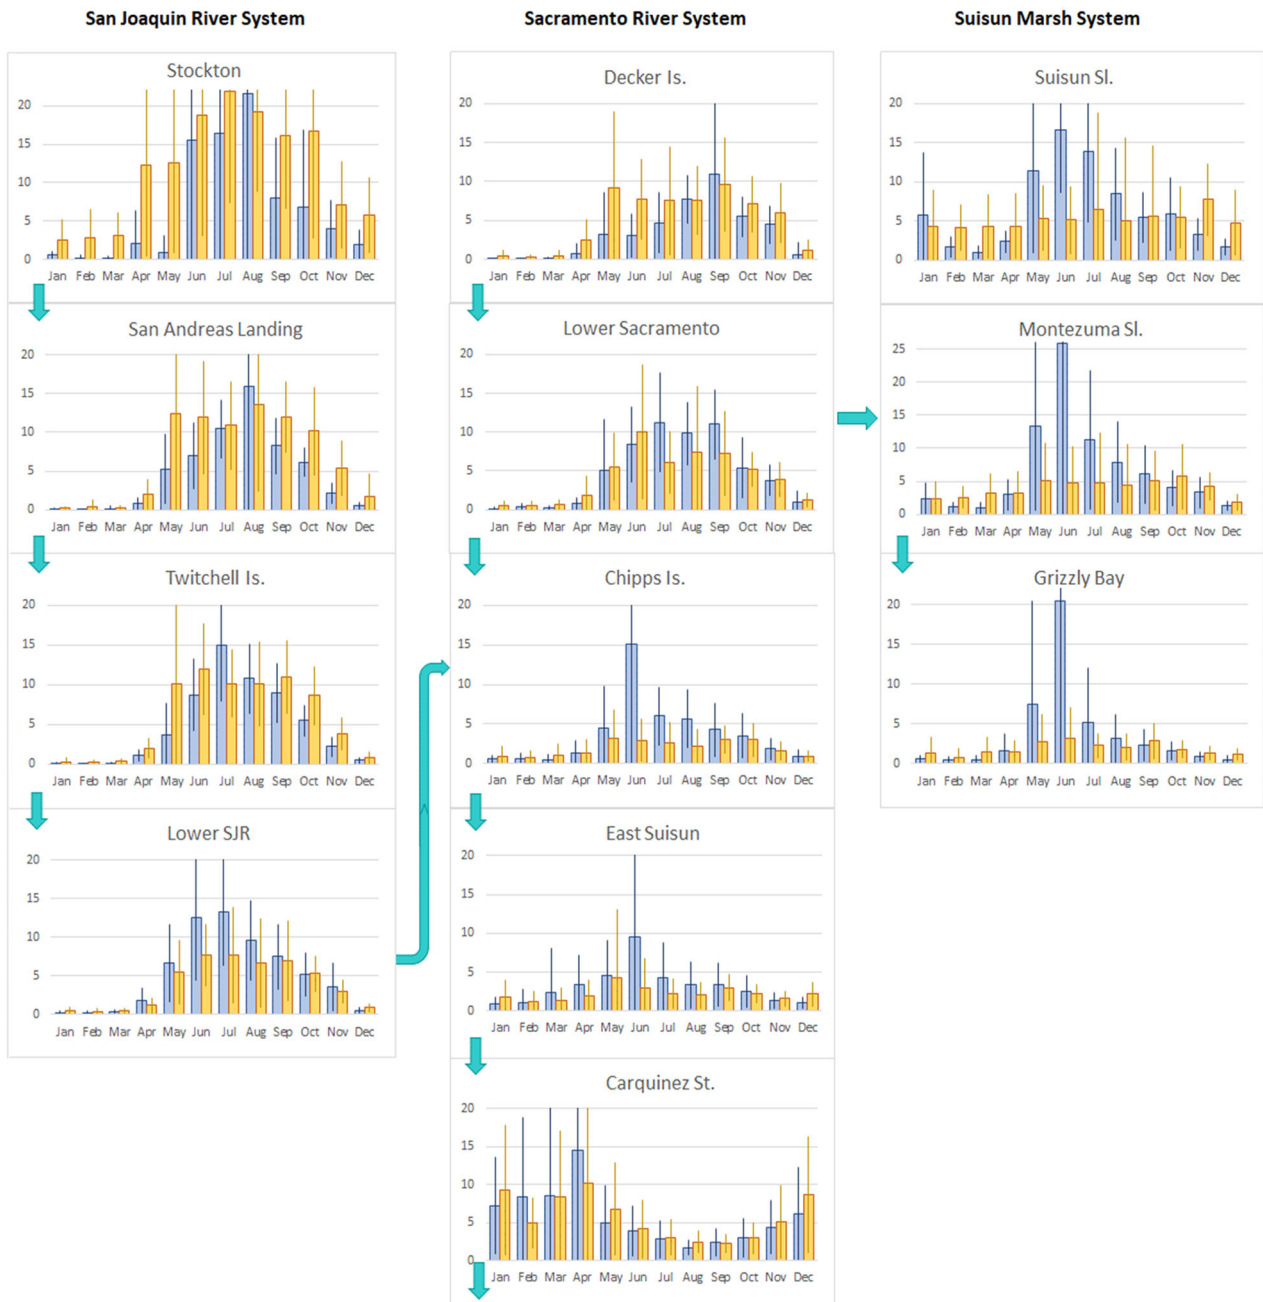 San Joaquin River System
Sacramento River System
Suisun Marsh System
Stockton
20
15
10
5
0
Jan Feb Mar Apr May Jun Jul Aug Sep Oct Nov Dec
San Andreas Landing
20
15
10
5
0
Jan Feb Mar Apr May Jun Jul Aug Sep Oct Nov Dec
Twitchell Is.
20
15
10
5
0
Jan Feb Mar Apr May Jun Jul Aug Sep Oct Nov Dec
Lower SJR
20
15
10
5
0
Jan Feb Mar Apr May Jun Jul Aug Sep Oct Nov Dec
Decker Is.
20
15
10
5
0
Jan Feb Mar Apr May Jun Jul Aug Sep Oct Nov Dec
Lower Sacramento
20
15
10
5
0
Jan Feb Mar Apr May Jun Jul Aug Sep Oct Nov Dec
Chipps Is.
20
15
10
5
0
Jan Feb Mar Apr May Jun Jul Aug Sep Oct Nov Dec
East Suisun
20
15
10
5
0
Jan Feb Mar Apr May Jun Jul Aug Sep Oct Nov Dec
Carquinez St.
20
15
10
5
0
Jan Feb Mar Apr May Jun Jul Aug Sep Oct Nov Dec
Suisun Sl.
20
15
10
5
0
Jan Feb Mar Apr May Jun Jul Aug Sep Oct Nov Dec
Montezuma Sl.
25
20
15
10
5
0
Jan Feb Mar Apr May Jun Jul Aug Sep Oct Nov Dec
Grizzly Bay
20
15
10
5
0
Jan Feb Mar Apr May Jun Jul Aug Sep Oct Nov Dec